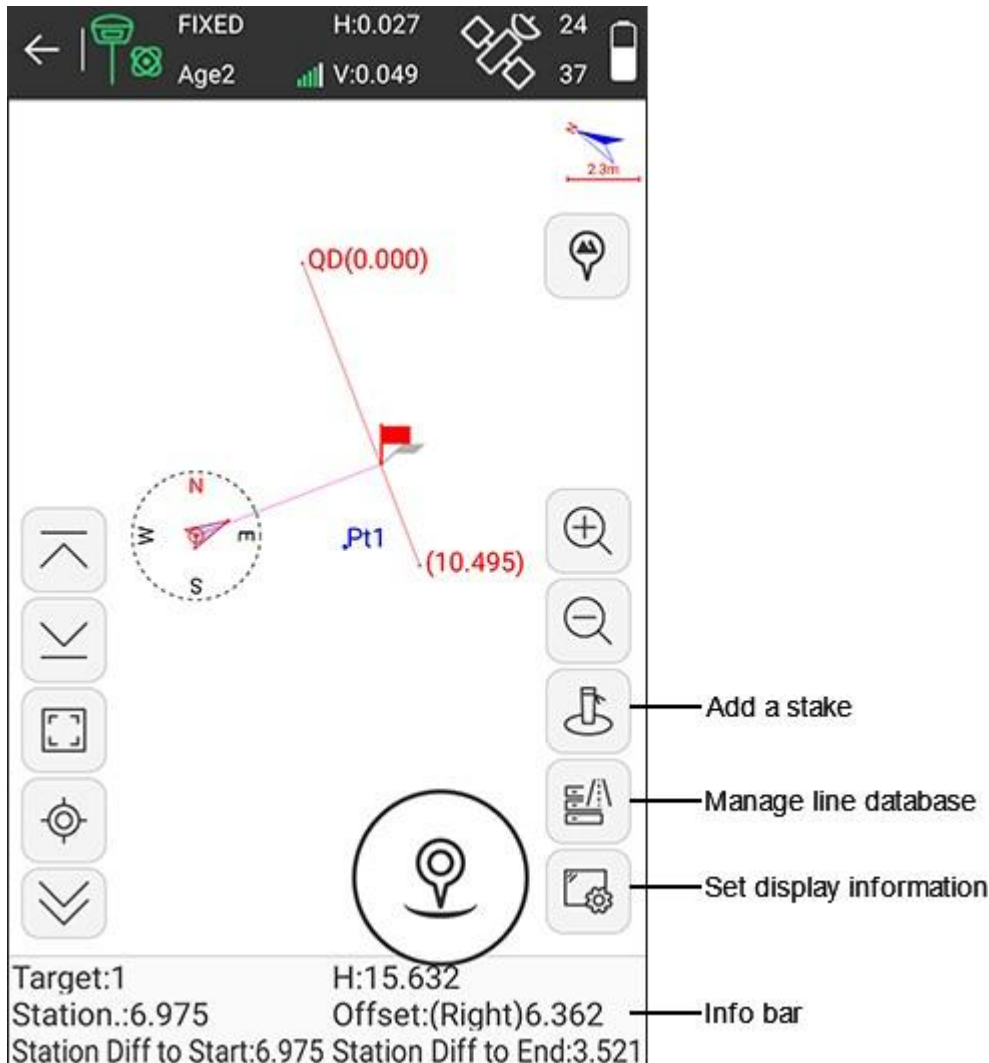 FIXED H:0.027 24
Age2 V:0.049 37
N
2.3m
QD(0.000)
N
W E
S
Pt1
(10.495)
Add a stake
Manage line database
Set display information
Target:1 H:15.632
Station.:6.975 Offset:(Right)6.362
Info bar
Station Diff to Start:6.975 Station Diff to End:3.521